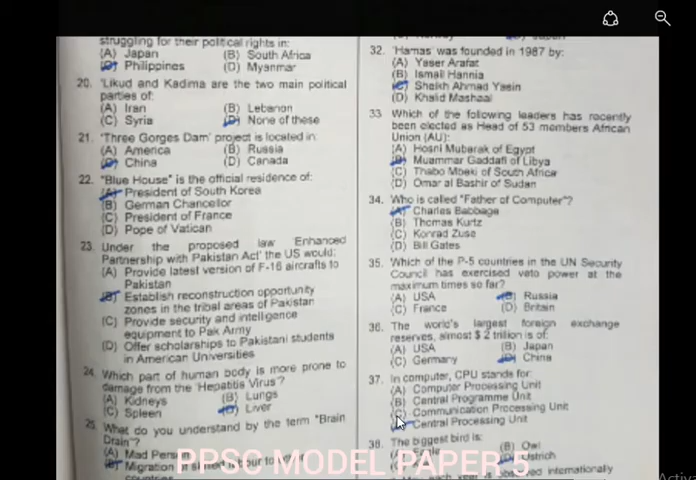 struggling for their political rights in:
(A) Japan (B) South Africa
(C) Philippines (D) Myanmar
20. 'Likud and Kadima are the two main political
parties of:
(A) Iran (B) Lebanon
(C) Syria (D) None of these
21. 'Three Gorges Dam' project is located in:
(A) America (B) Russia
(C) China (D) Canada
22. "Blue House" is the official residence of:
(A) President of South Korea
(B) German Chancellor
(C) President of France
(D) Pope of Vatican
23. Under the proposed law 'Enhanced
Partnership with Pakistan Act' the US would:
(A) Provide latest version of F-16 aircrafts to
Pakistan
(B) Establish reconstruction opportunity
zones in the tribal areas of Pakistan
(C) Provide security and intelligence
equipment to Pak Army
(D) Offer scholarships to Pakistani students
in American Universities
24. Which part of human body is more prone to
damage from the 'Hepatitis Virus'?
(A) Kidneys (B) Lungs
(C) Spleen (D) Liver
25. What do you understand by the term "Brain
Drain"?
(A) Mad Person
(B) Migration of
32. 'Hamas' was founded in 1987 by:
(A) Yaser Arafat
(B) Ismail Hannia
(C) Sheikh Ahmad Yasin
(D) Khalid Mashaal
33 Which of the following leaders has recently
been elected as Head of 53 members African
Union (AU):
(A) Hosni Mubarak of Egypt
(B) Muammar Gaddafi of Libya
(C) Thabo Mbeki of South Africa
(D) Omar al Bashir of Sudan
34. Who is called "Father of Computer"?
(A) Charles Babbage
(B) Thomas Kurtz
(C) Konrad Zuse
(D) Bill Gates
35. Which of the P-5 countries in the UN Security
Council has exercised veto power at the
maximum times so far?
(A) USA (B) Russia
(C) France (D) Britain
36. The world's largest foreign exchange
reserves, almost $ 2 trillion is of:
(A) USA (B) Japan
(C) Germany (D) China
37. In computer, CPU stands for:
(A) Computer Processing Unit
(B) Central Programme Unit
(C) Communication Processing Unit
Central Processing Unit
38. The biggest bird is:
(B) Owl
PPSC MODEL PAPER 5
observed internationally